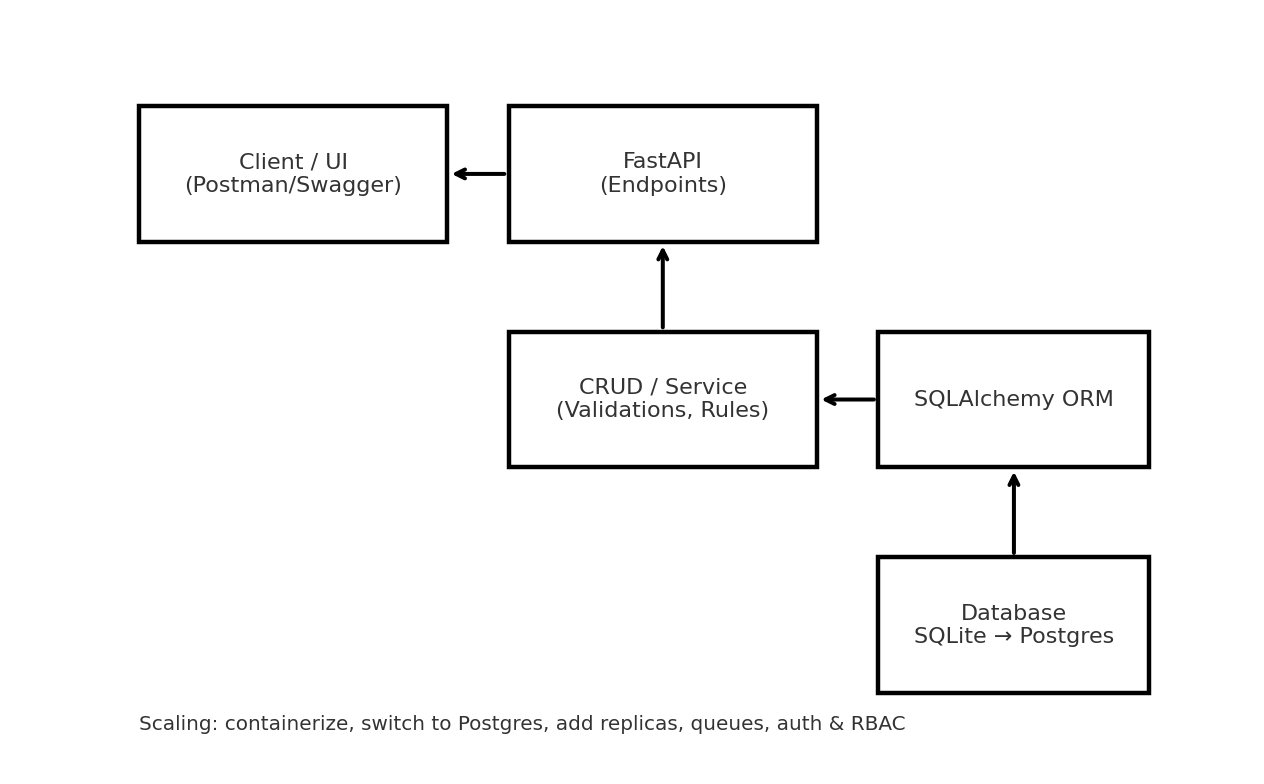 Client / UI
(Postman/Swagger)
FastAPI
(Endpoints)
CRUD / Service
(Validations, Rules)
SQLAlchemy ORM
Database
SQLite → Postgres
Scaling: containerize, switch to Postgres, add replicas, queues, auth & RBAC